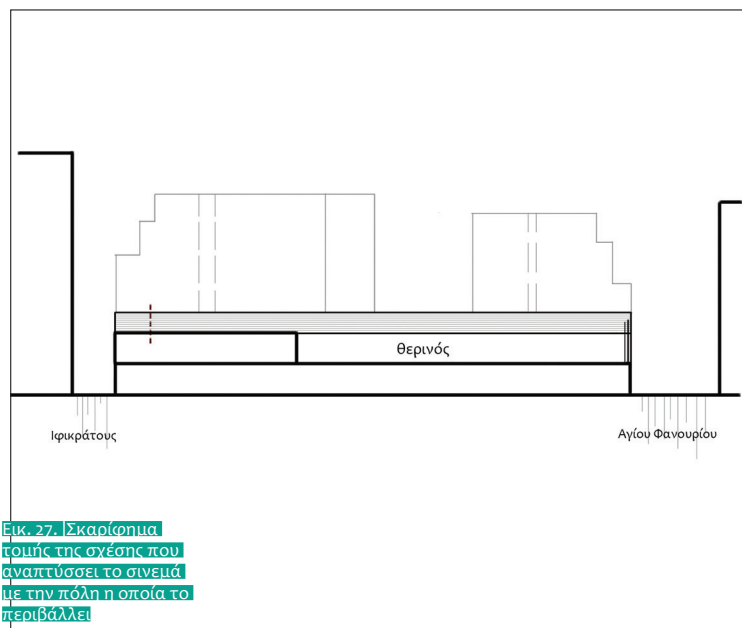 θερινός
Ιφικράτους
Αγίου Φανουρίου
Εικ. 27. Σκαρίφημα
τομής της σχέσης που
αναπτύσσει το σινεμά
με την πόλη η οποία το
περιβάλλει